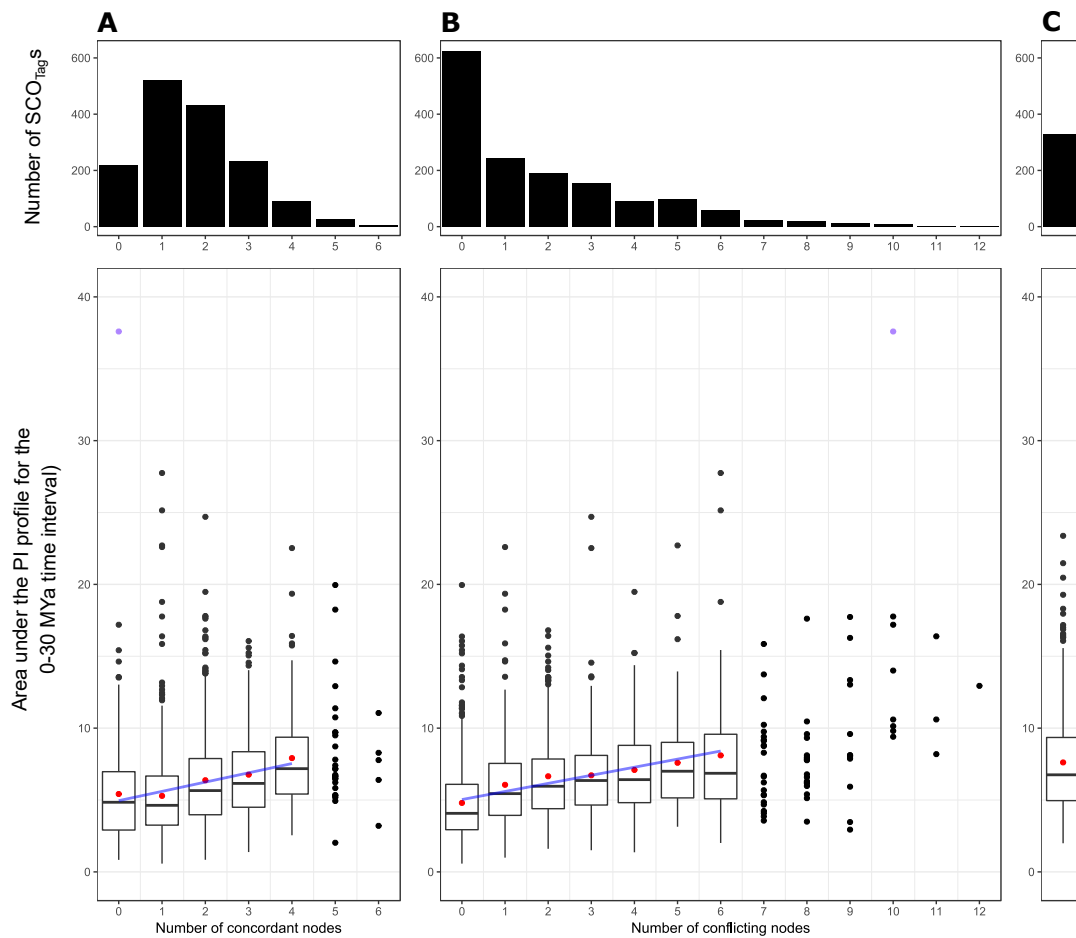 A
B
C
Number of SCOTags
600
400
200
0
0 1 2 3 4 5 6
600
400
200
0
0 1 2 3 4 5 6 7 8 9 10 11 12
600
400
200
0
Area under the PI profile for the
0-30 MYa time interval)
40
30
20
10
0
0 1 2 3 4 5 6
Number of concordant nodes
40
30
20
10
0
0 1 2 3 4 5 6 7 8 9 10 11 12
Number of conflicting nodes
40
30
20
10
0